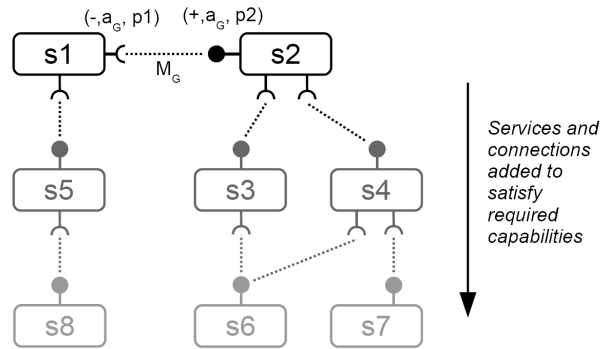 (-,aG, p1) (+,aG, p2)
s1 s2
MG
Services and
connections
added to
satisfy
required
capabilities
s5 s3 s4
s8 s6 s7